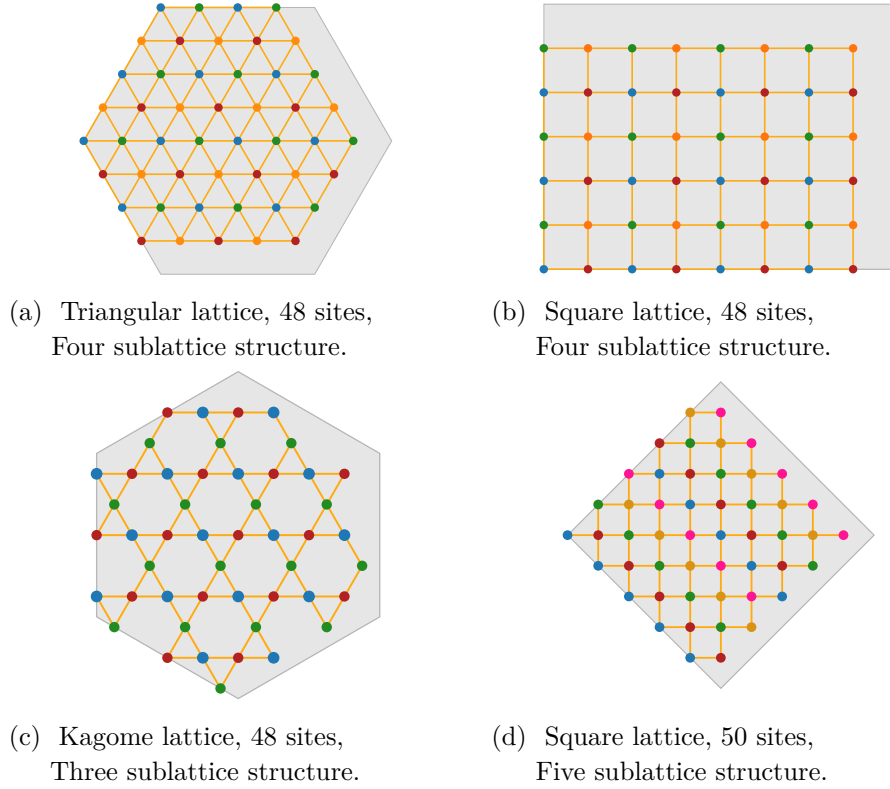 (a) Triangular lattice, 48 sites,
Four sublattice structure.
(b) Square lattice, 48 sites,
Four sublattice structure.
(c) Kagome lattice, 48 sites,
Three sublattice structure.
(d) Square lattice, 50 sites,
Five sublattice structure.